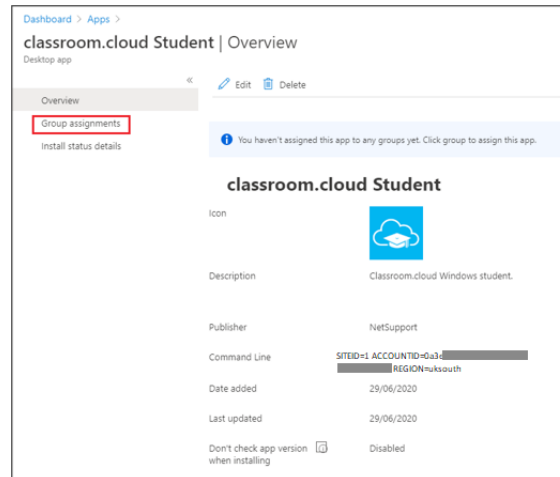 Dashboard > Apps >
classroom.cloud Student | Overview
Desktop app
«
Edit Delete
Overview
Group assignments
Install status details
You haven't assigned this app to any groups yet. Click group to assign this app.
classroom.cloud Student
Icon
Description Classroom.cloud Windows student.
Publisher NetSupport
Command Line SITEID=1 ACCOUNTID=0a3c
REGION=uksouth
Date added 29/06/2020
Last updated 29/06/2020
Don't check app version Disabled
when installing